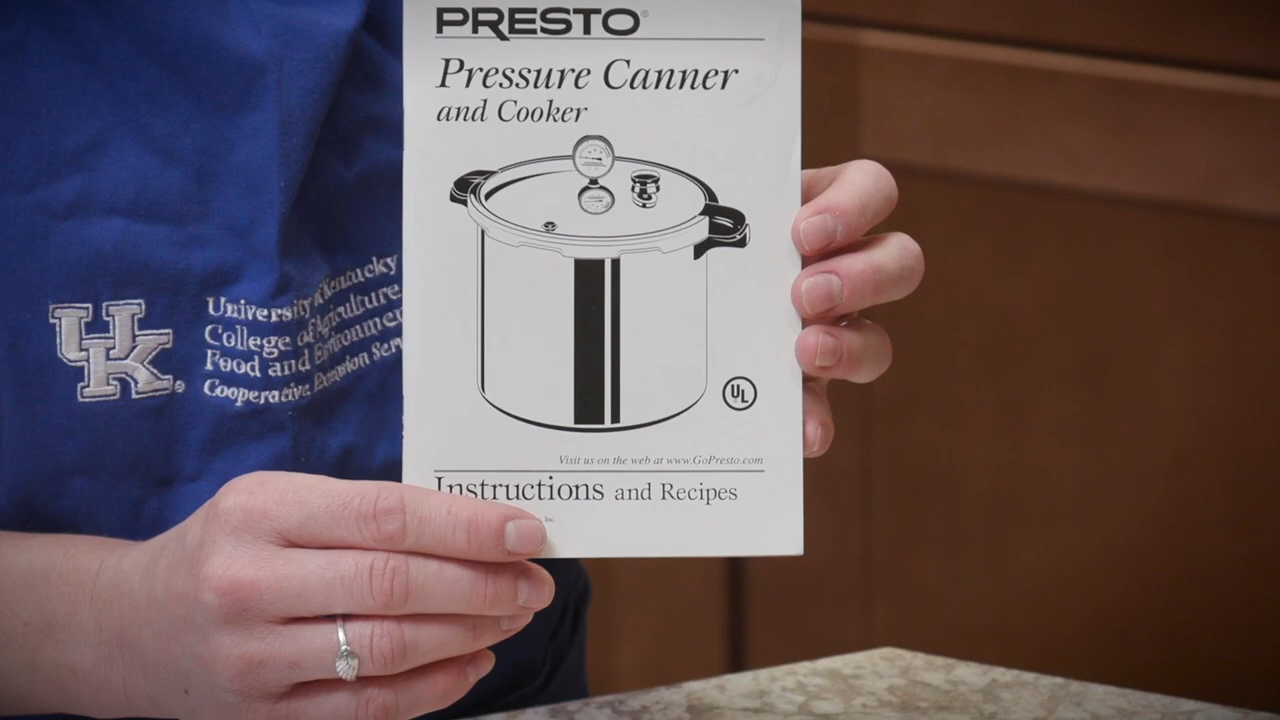 PRESTO®
Pressure Canner
and Cooker
UL
Visit us on the web at www.GoPresto.com
Instructions and Recipes
Inc.
UK
University of Kentucky
College of Agriculture,
Food and Environment
Cooperative Extension Serv